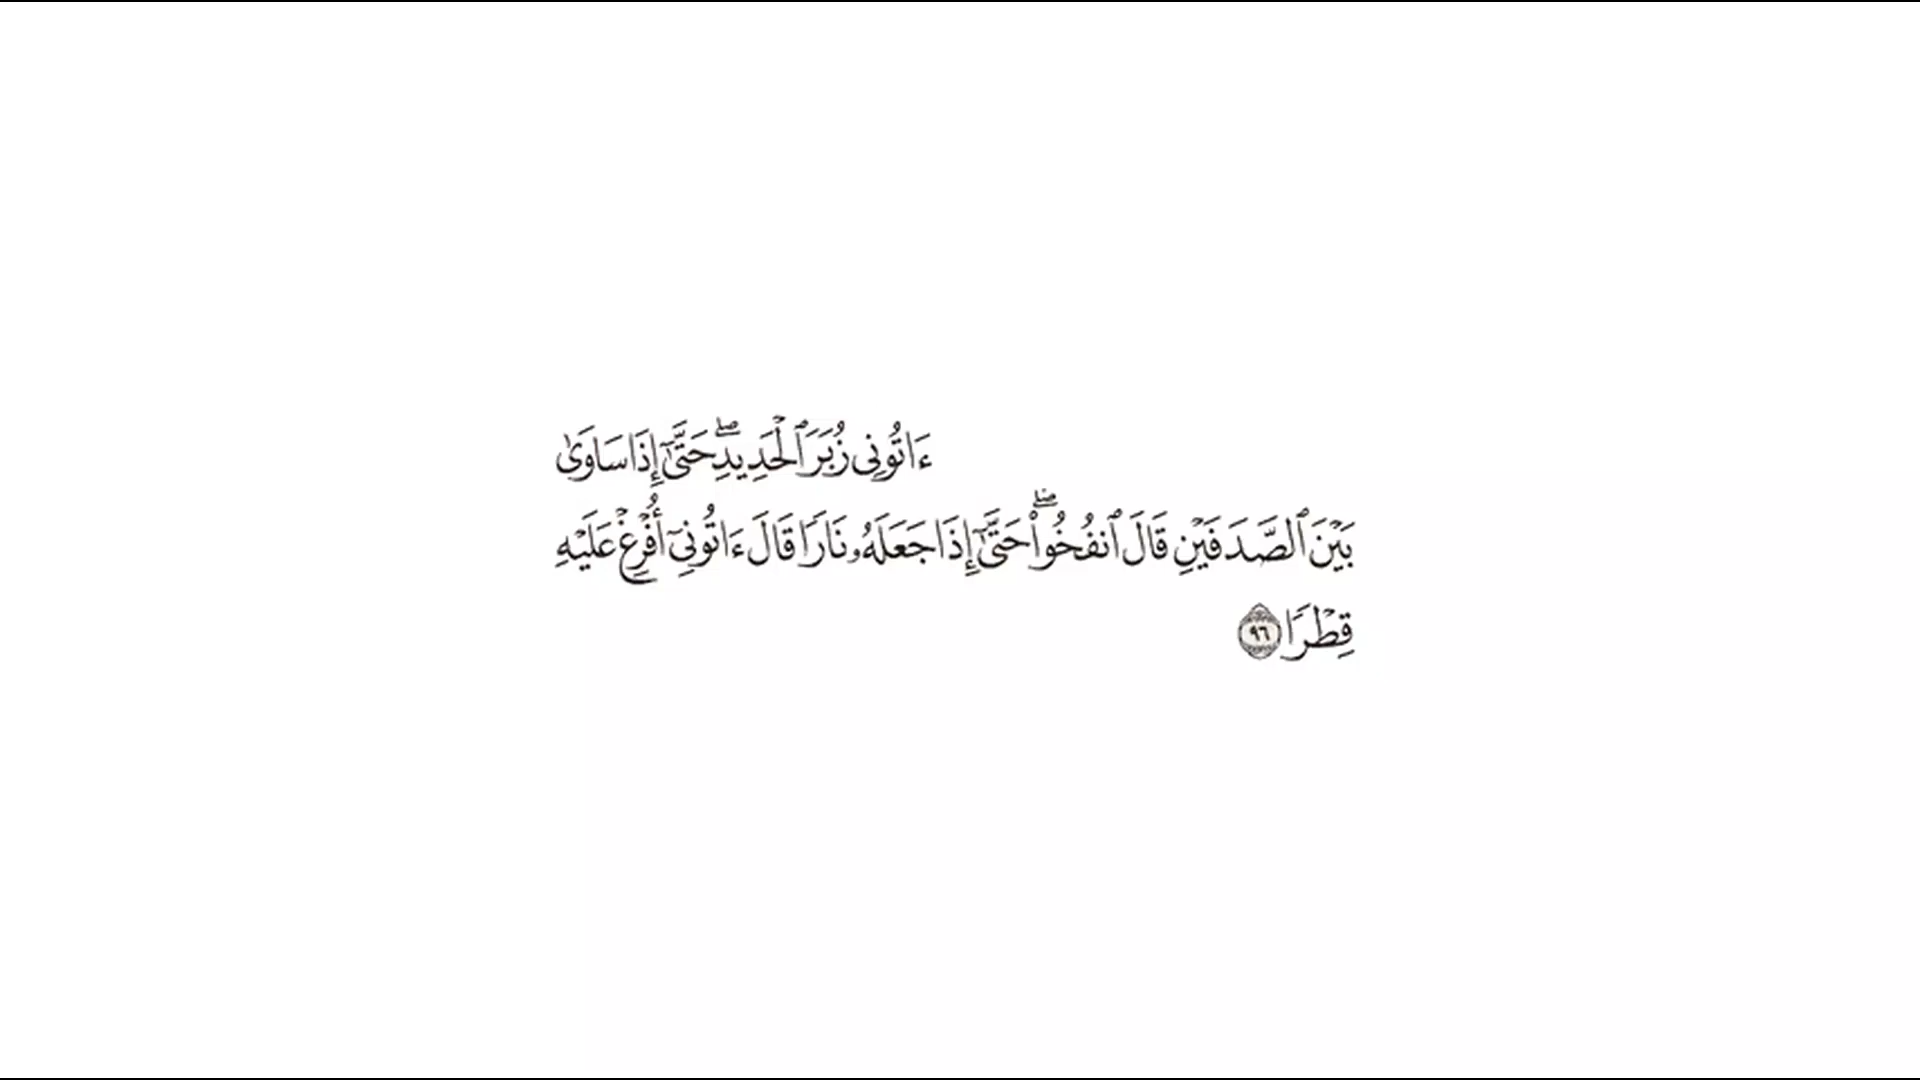 ءَاتُونِى زُبَرَ ٱلْحَدِيدِ ۖ حَتَّىٰٓ إِذَا سَاوَىٰ
بَيْنَ ٱلصَّدَفَيْنِ قَالَ ٱنفُخُوا۟ ۖ حَتَّىٰٓ إِذَا جَعَلَهُۥ نَارًا قَالَ ءَاتُونِىٓ أُفْرِغْ عَلَيْهِ
قِطْرًا ٩٦